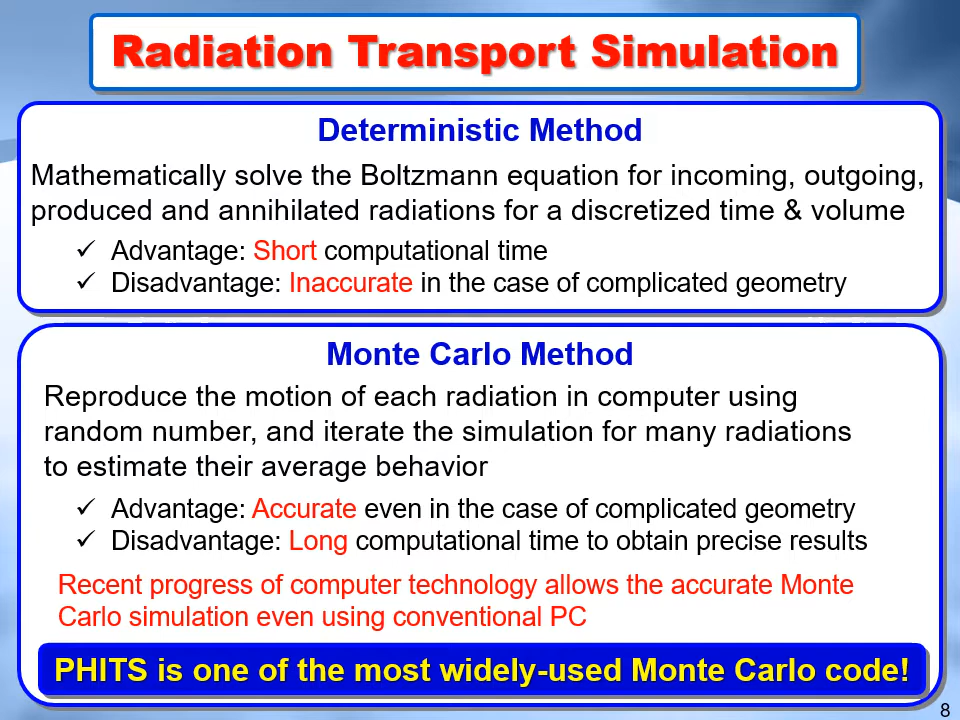 Radiation Transport Simulation
Deterministic Method
Mathematically solve the Boltzmann equation for incoming, outgoing,
produced and annihilated radiations for a discretized time & volume
✓ Advantage: Short computational time
✓ Disadvantage: Inaccurate in the case of complicated geometry
Monte Carlo Method
Reproduce the motion of each radiation in computer using
random number, and iterate the simulation for many radiations
to estimate their average behavior
✓ Advantage: Accurate even in the case of complicated geometry
✓ Disadvantage: Long computational time to obtain precise results
Recent progress of computer technology allows the accurate Monte
Carlo simulation even using conventional PC
PHITS is one of the most widely-used Monte Carlo code!
8